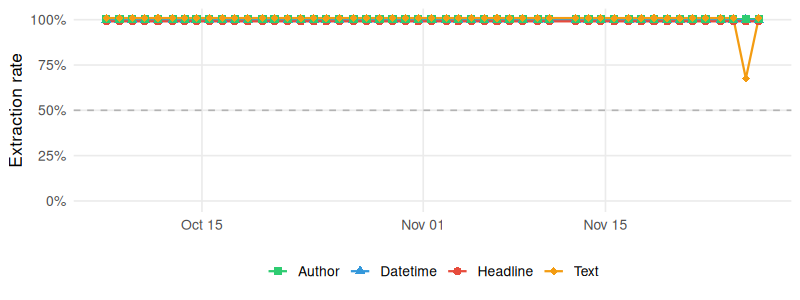 Extraction rate
100%
75%
50%
25%
0%
Oct 15 Nov 01 Nov 15
Author Datetime Headline Text